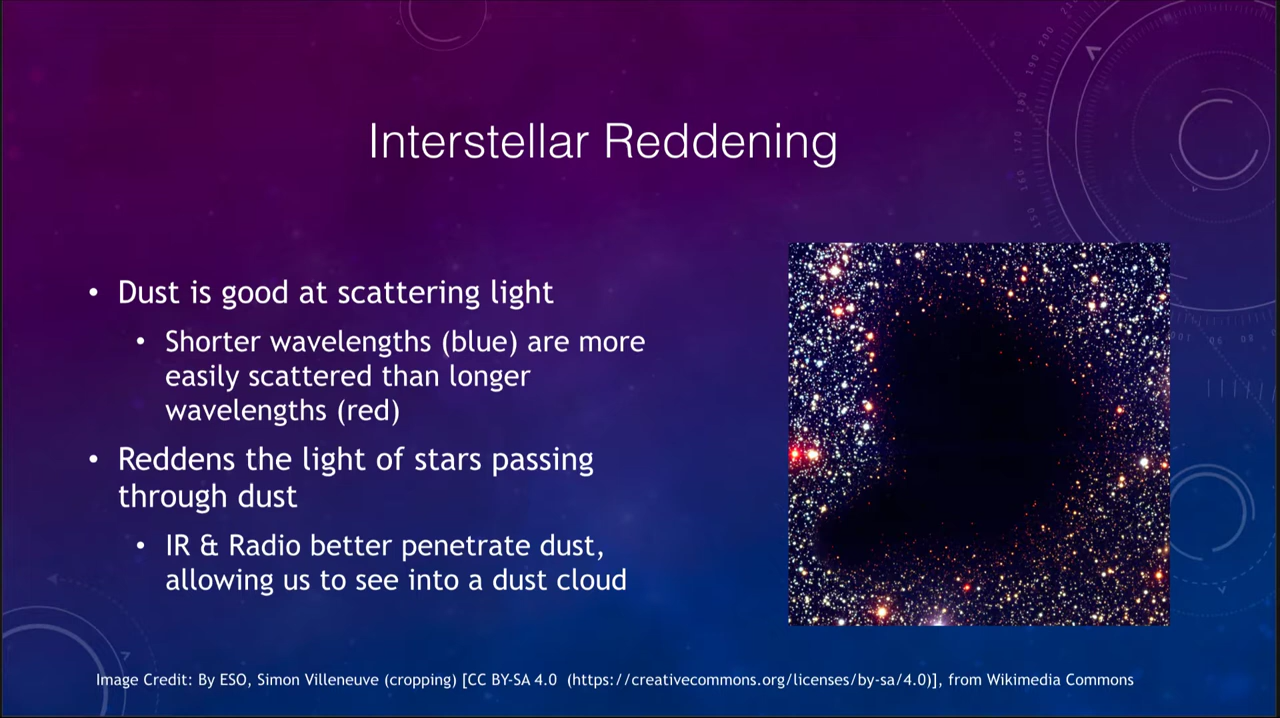 Interstellar Reddening
• Dust is good at scattering light
• Shorter wavelengths (blue) are more
easily scattered than longer
wavelengths (red)
• Reddens the light of stars passing
through dust
• IR & Radio better penetrate dust,
allowing us to see into a dust cloud
Image Credit: By ESO, Simon Villeneuve (cropping) [CC BY-SA 4.0 (https://creativecommons.org/licenses/by-sa/4.0)], from Wikimedia Commons